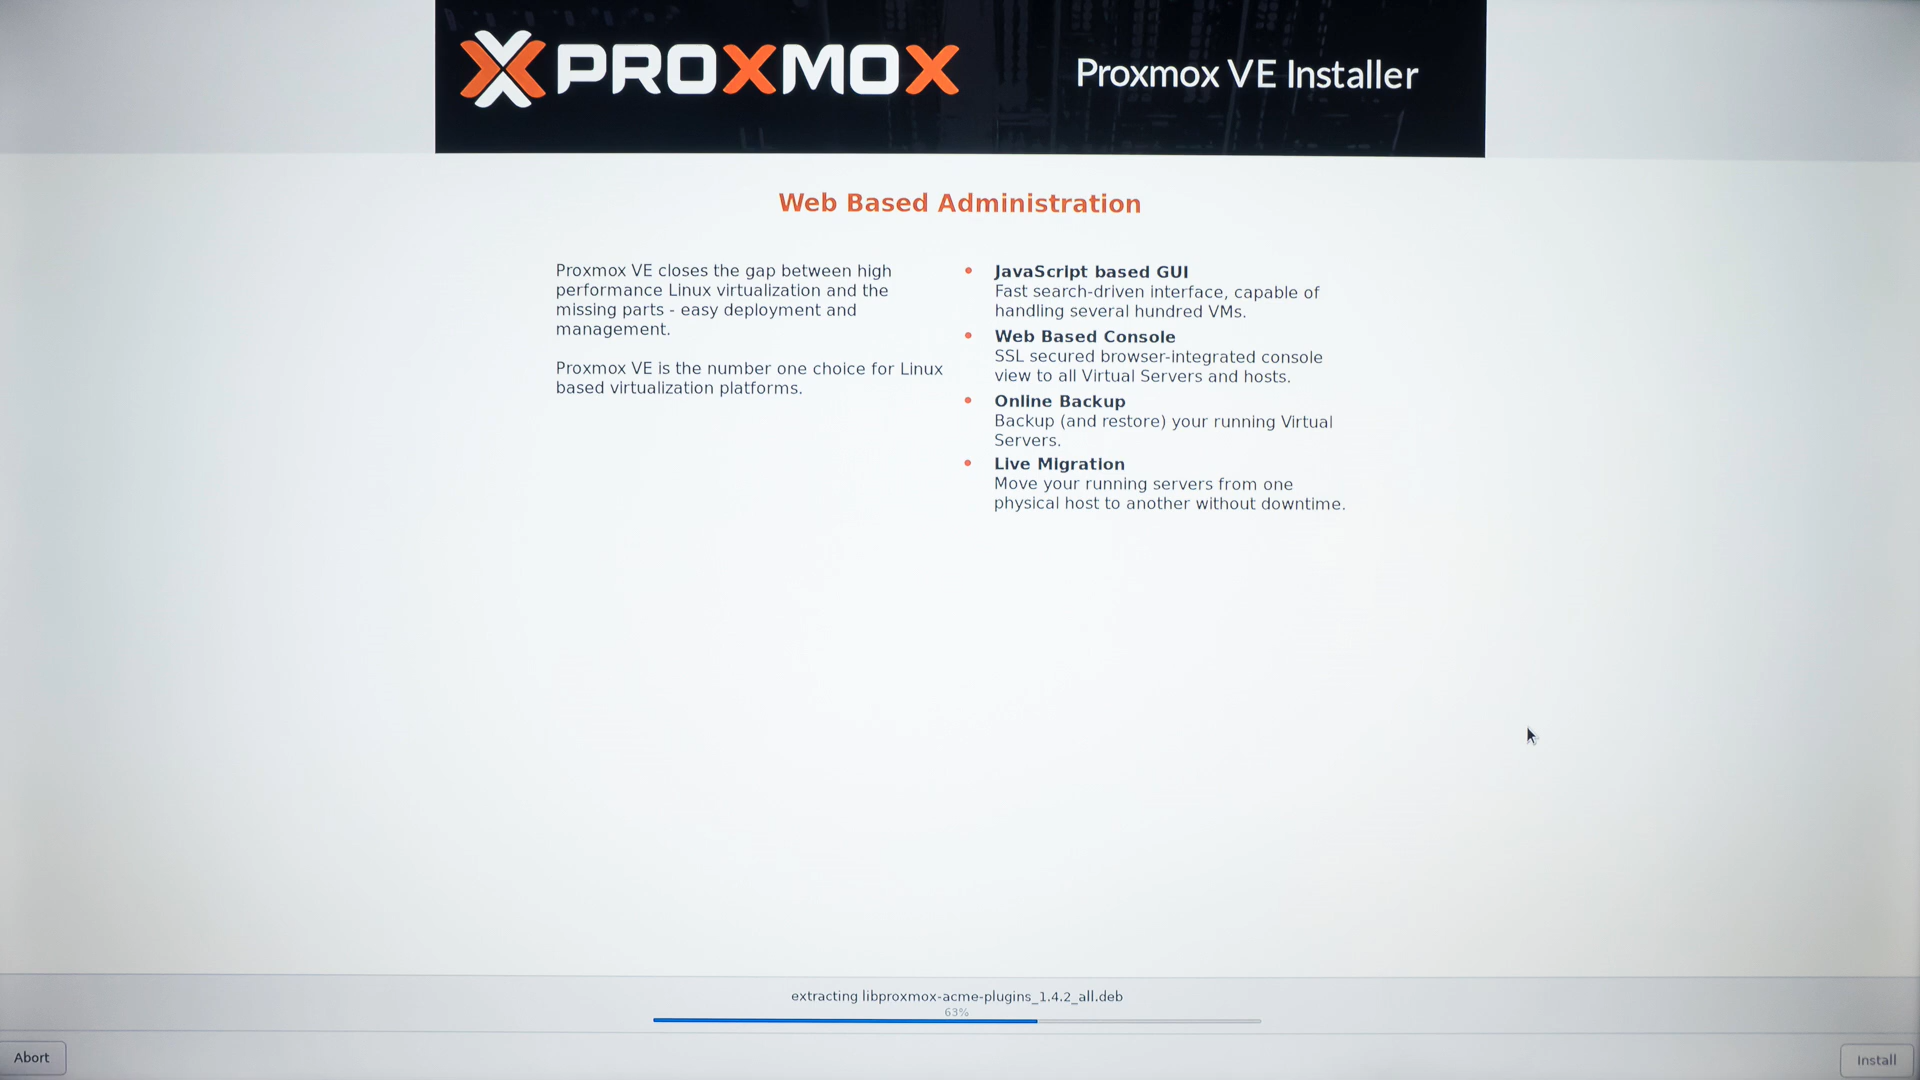 PROXMOX
Proxmox VE Installer
Web Based Administration
Proxmox VE closes the gap between high
performance Linux virtualization and the
missing parts - easy deployment and
management.
Proxmox VE is the number one choice for Linux
based virtualization platforms.
JavaScript based GUI
Fast search-driven interface, capable of
handling several hundred VMs.
Web Based Console
SSL secured browser-integrated console
view to all Virtual Servers and hosts.
Online Backup
Backup (and restore) your running Virtual
Servers.
Live Migration
Move your running servers from one
physical host to another without downtime.
extracting libproxmox-acme-plugins_1.4.2_all.deb
63%
Abort
Install